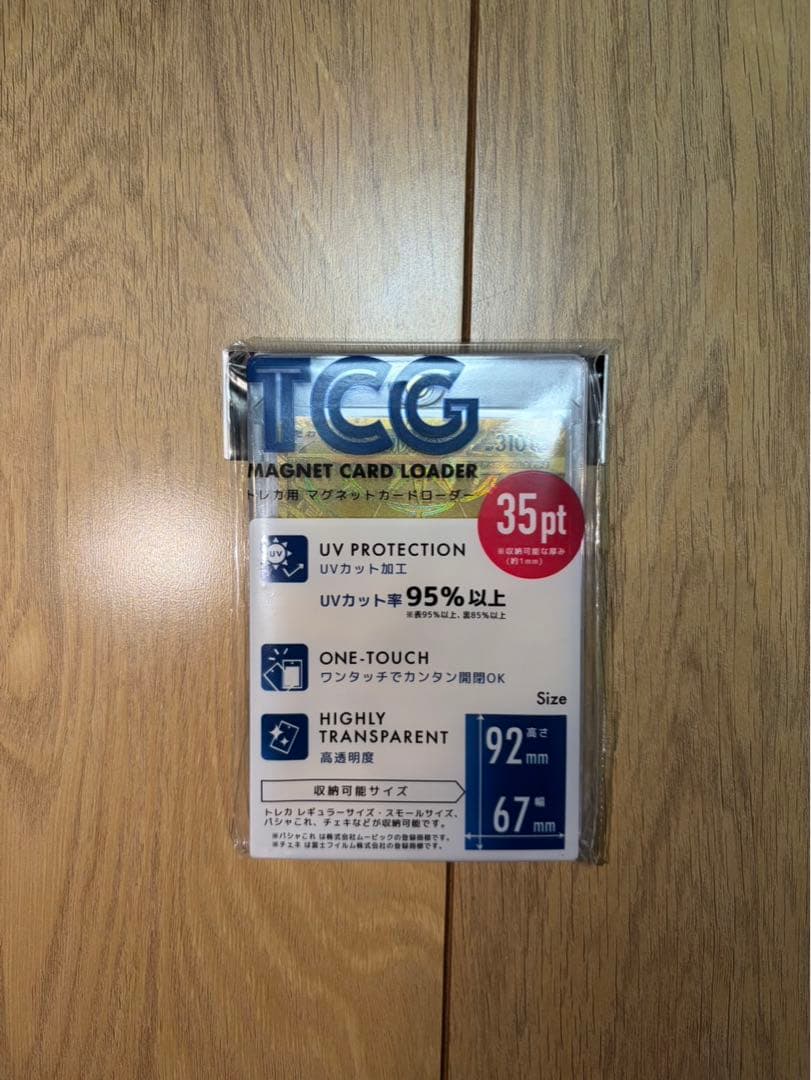 TCG
310
MAGNET CARD LOADER
トレカ用 マグネットカードローダー
35pt
※収納可能な厚み
(約1mm)
UV
UV PROTECTION
UVカット加工
UVカット率 95%以上
※表95%以上、裏85%以上
ONE-TOUCH
ワンタッチでカンタン開閉OK
HIGHLY
TRANSPARENT
高透明度
Size
高さ
92mm
幅
67mm
収納可能サイズ
トレカ レギュラーサイズ・スモールサイズ、
パシャこれ、チェキなどが収納可能です。
※パシャこれ は株式会社ムービックの登録商標です。
※チェキ は富士フイルム株式会社の登録商標です。